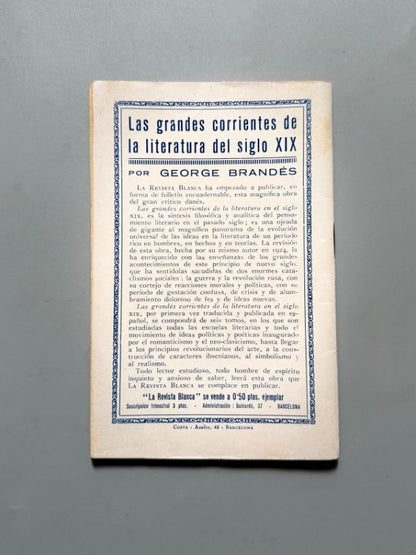 Las grandes corrientes de
la literatura del siglo XIX
POR GEORGE BRANDÉS
LA REVISTA BLANCA ha empezado a publicar, en
forma de folletín encuadernable, esta magnífica obra
del gran crítico danés.
Las grandes corrientes de la literatura en el siglo
XIX, es la síntesis filosófica y analítica del pensa-
miento literario en el pasado siglo; es una ojeada
de gigante al magnífico panorama de la evolución
universal de las ideas en la literatura de un período
rico en hombres, en hechos y en teorías. La revisión
de esta obra, hecha por su mismo autor en 1924, la
ha enriquecido con las enseñanzas de los grandes
acontecimientos de este principio de nuevo siglo,
que ha sentido las sacudidas de dos enormes cata-
clismos sociales: la guerra y la revolución rusa, con
su cortejo de reacciones morales y políticas, con su
período de gestación confusa, de crisis y de alum-
bramiento doloroso de fes y de ideas nuevas.
Las grandes corrientes de la literatura en el siglo
XIX, por primera vez traducida y publicada en es-
pañol, se compondrá de seis tomos, en los que son
estudiadas todas las escuelas literarias y todo el
movimiento de ideas políticas y poéticas inaugurado
por el romanticismo y el neo-clasicismo, hasta llegar
a los principios revolucionarios del arte, a la cons-
trucción de caracteres ibsenianos, al simbolismo y
al realismo.
Todo lector estudioso, todo hombre de espíritu
inquieto y ansioso de saber, leerá esta obra que
LA REVISTA BLANCA se complace en publicar.
"La Revista Blanca" se vende a 0'50 ptas. ejemplar
Suscripción trimestral 3 ptas. - Administración: Guinardó, 37 - BARCELONA
COSTA: Asalto, 45 : BARCELONA